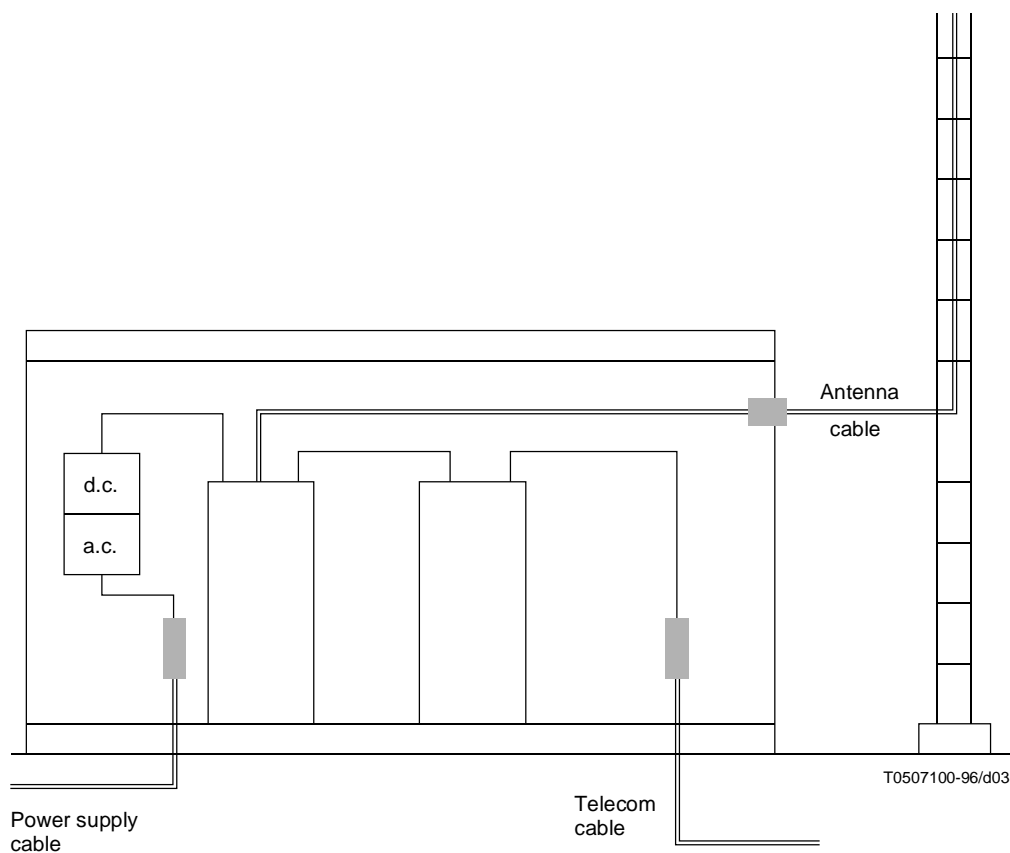 Antenna
cable
d.c.
a.c.
T0507100-96/d03
Power supply
cable
Telecom
cable